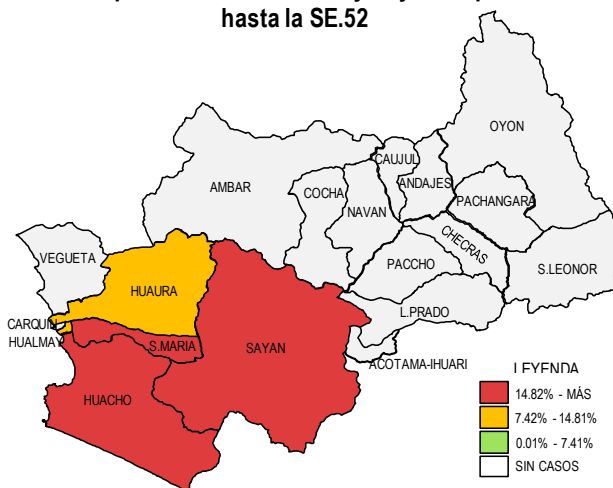 hasta la SE.52
OYON
CAUJUL
ANDAJES
AMBAR
COCHA
NAVAN
PACHANGARA
CHECRAS
VEGUETA
PACCHO
S.LEONOR
HUAURA
L.PRADO
CARQUIN
HUALMAY
S.MARIA
SAYAN
ACOTAMA-IHUARI
HUACHO
LEYENDA
14.82% - MÁS
7.42% - 14.81%
0.01% - 7.41%
SIN CASOS